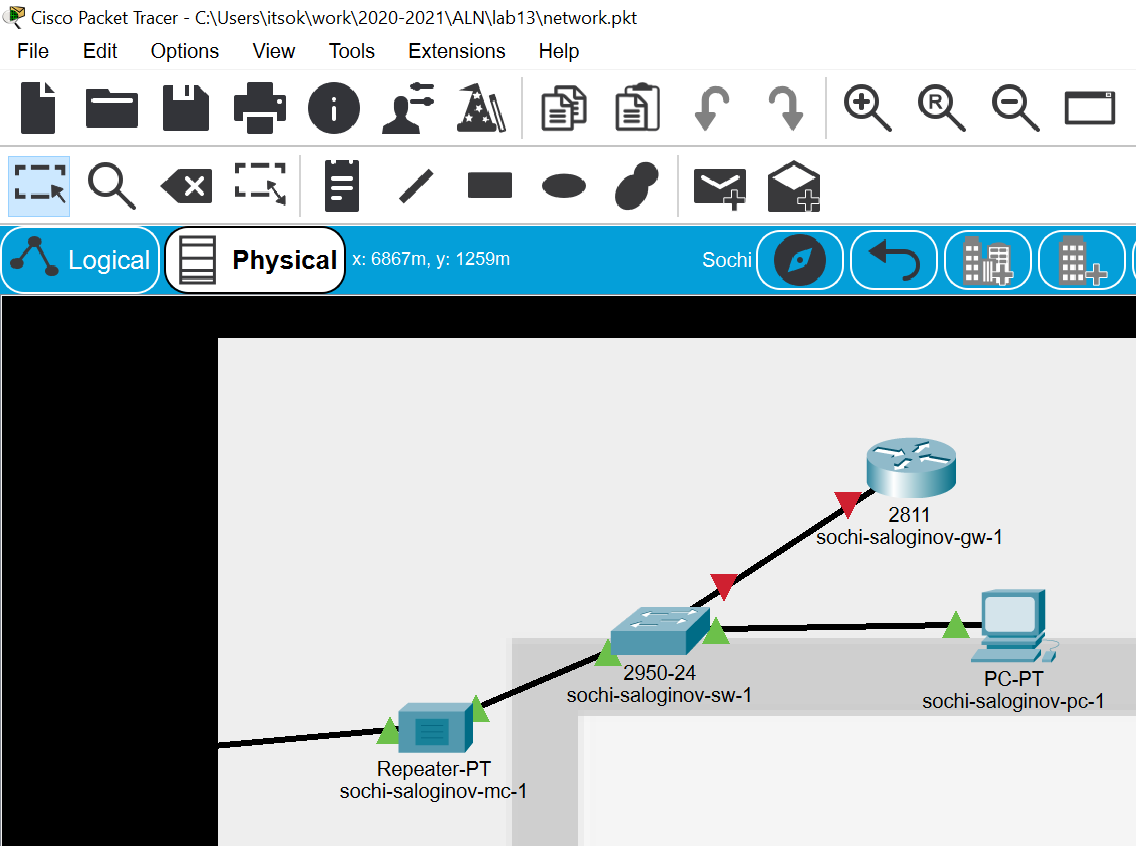 Cisco Packet Tracer - C:\Users\itsok\work\2020-2021\ALN\lab13\network.pkt
File Edit Options View Tools Extensions Help
R
Logical Physical x: 6867m, y: 1259m Sochi
2811
sochi-saloginov-gw-1
2950-24
sochi-saloginov-sw-1
PC-PT
sochi-saloginov-pc-1
Repeater-PT
sochi-saloginov-mc-1